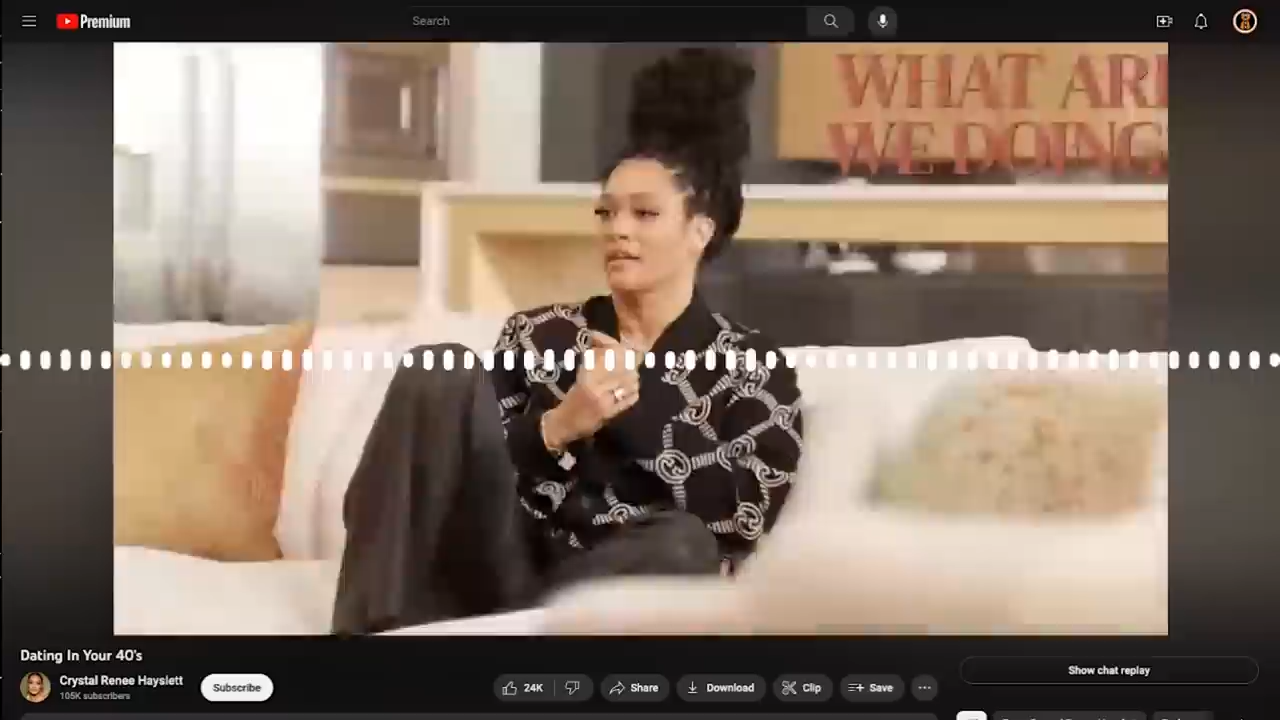 Premium
Search
WHAT ARE
WE DOING?
Dating In Your 40's
Crystal Renee Hayslett
105K subscribers
Subscribe
24K
Share
Download
Clip
Save
Show chat replay